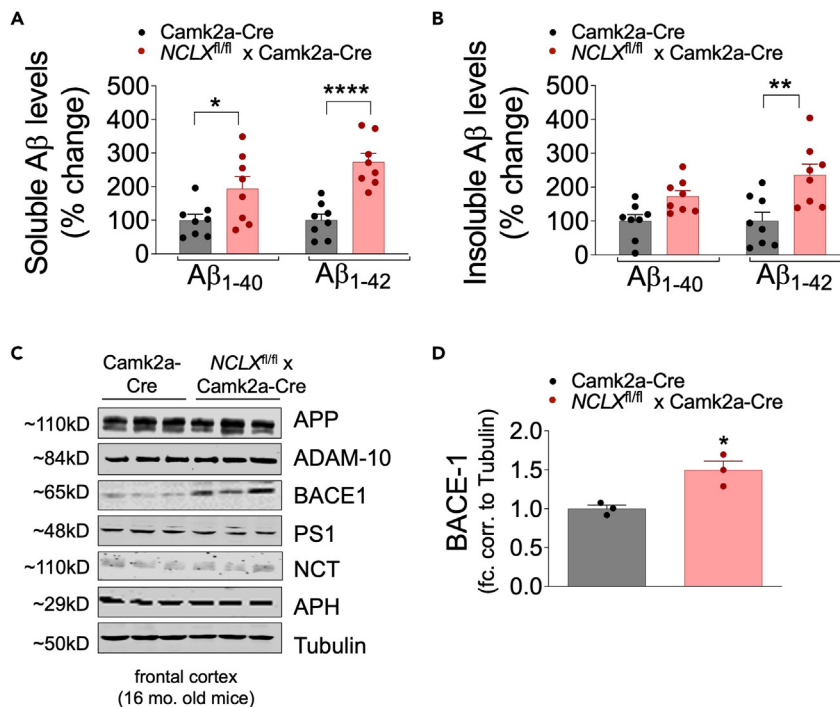 A
Camk2a-Cre
NCLXfl/fl x Camk2a-Cre
Soluble Aβ levels
(% change)
500
400
300
200
100
0
*
****
Aβ1-40
Aβ1-42
B
Camk2a-Cre
NCLXfl/fl x Camk2a-Cre
Insoluble Aβ levels
(% change)
500
400
300
200
100
0
**
Aβ1-40
Aβ1-42
C
Camk2a-
Cre
NCLXfl/fl x
Camk2a-Cre
~110kD APP
~84kD ADAM-10
~65kD BACE1
~48kD PS1
~110kD NCT
~29kD APH
~50kD Tubulin
frontal cortex
(16 mo. old mice)
D
Camk2a-Cre
NCLXfl/fl x Camk2a-Cre
BACE-1
(fc. corr. to Tubulin)
2.0
1.5
1.0
0.5
0.0
*